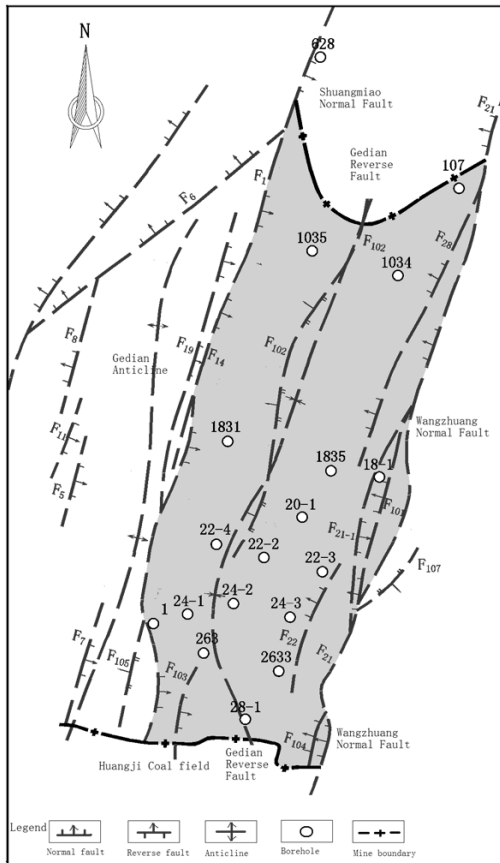 N
628
Shuangmiao
Normal Fault
F21
Gedian
Reverse
Fault
107
F6
F1
F102
F28
1035
1034
F8
Gedian
Anticline
F19
F14
F102
F11
F5
1831
1835
18-1
Wangzhuang
Normal Fault
F101
20-1
22-4
22-2
F21-1
22-3
F107
24-2
24-1
24-3
1
F7
F105
263
F22
F21
2633
F103
28-1
F104
Wangzhuang
Normal Fault
Huangji Coal field
Gedian
Reverse
Fault
Legend
Normal fault
Reverse fault
Anticline
Borehole
Mine boundary